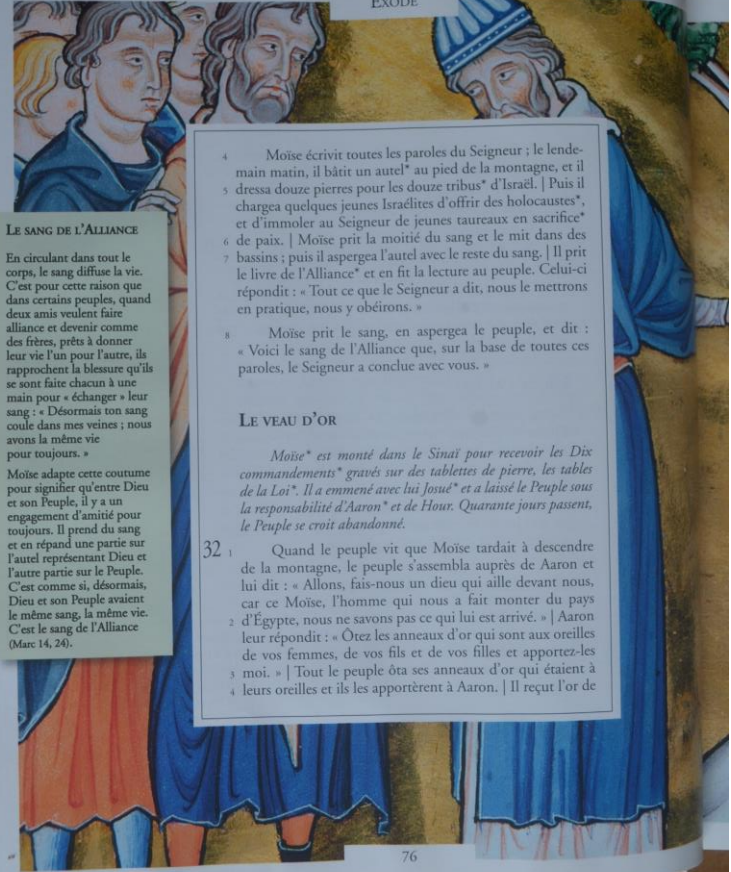 EXODE
4 Moïse écrivit toutes les paroles du Seigneur ; le lende-
main matin, il bâtit un autel* au pied de la montagne, et il
5 dressa douze pierres pour les douze tribus* d'Israël. | Puis il
chargea quelques jeunes Israélites d'offrir des holocaustes*,
et d'immoler au Seigneur de jeunes taureaux en sacrifice*
6 de paix. | Moïse prit la moitié du sang et le mit dans des
7 bassins ; puis il aspergea l'autel avec le reste du sang. | Il prit
le livre de l'Alliance* et en fit la lecture au peuple. Celui-ci
répondit : « Tout ce que le Seigneur a dit, nous le mettrons
en pratique, nous y obéirons. »
8 Moïse prit le sang, en aspergea le peuple, et dit :
« Voici le sang de l'Alliance que, sur la base de toutes ces
paroles, le Seigneur a conclue avec vous. »
LE VEAU D'OR
Moïse* est monté dans le Sinaï pour recevoir les Dix
commandements* gravés sur des tablettes de pierre, les tables
de la Loi*. Il a emmené avec lui Josué* et a laissé le Peuple sous
la responsabilité d'Aaron* et de Hour. Quarante jours passent,
le Peuple se croit abandonné.
32 1 Quand le peuple vit que Moïse tardait à descendre
de la montagne, le peuple s'assembla auprès de Aaron et
lui dit : « Allons, fais-nous un dieu qui aille devant nous,
car ce Moïse, l'homme qui nous a fait monter du pays
2 d'Égypte, nous ne savons pas ce qui lui est arrivé. » | Aaron
leur répondit : « Ôtez les anneaux d'or qui sont aux oreilles
de vos femmes, de vos fils et de vos filles et apportez-les
3 moi. » | Tout le peuple ôta ses anneaux d'or qui étaient à
4 leurs oreilles et ils les apportèrent à Aaron. | Il reçut l'or de
LE SANG DE L'ALLIANCE
En circulant dans tout le
corps, le sang diffuse la vie.
C'est pour cette raison que
dans certains peuples, quand
deux amis veulent faire
alliance et devenir comme
des frères, prêts à donner
leur vie l'un pour l'autre, ils
rapprochent la blessure qu'ils
se sont faite chacun à une
main pour « échanger » leur
sang : « Désormais ton sang
coule dans mes veines ; nous
avons la même vie
pour toujours. »
Moïse adapte cette coutume
pour signifier qu'entre Dieu
et son Peuple, il y a un
engagement d'amitié pour
toujours. Il prend du sang
et en répand une partie sur
l'autel représentant Dieu et
l'autre partie sur le Peuple.
C'est comme si, désormais,
Dieu et son Peuple avaient
le même sang, la même vie.
C'est le sang de l'Alliance
(Marc 14, 24).
76